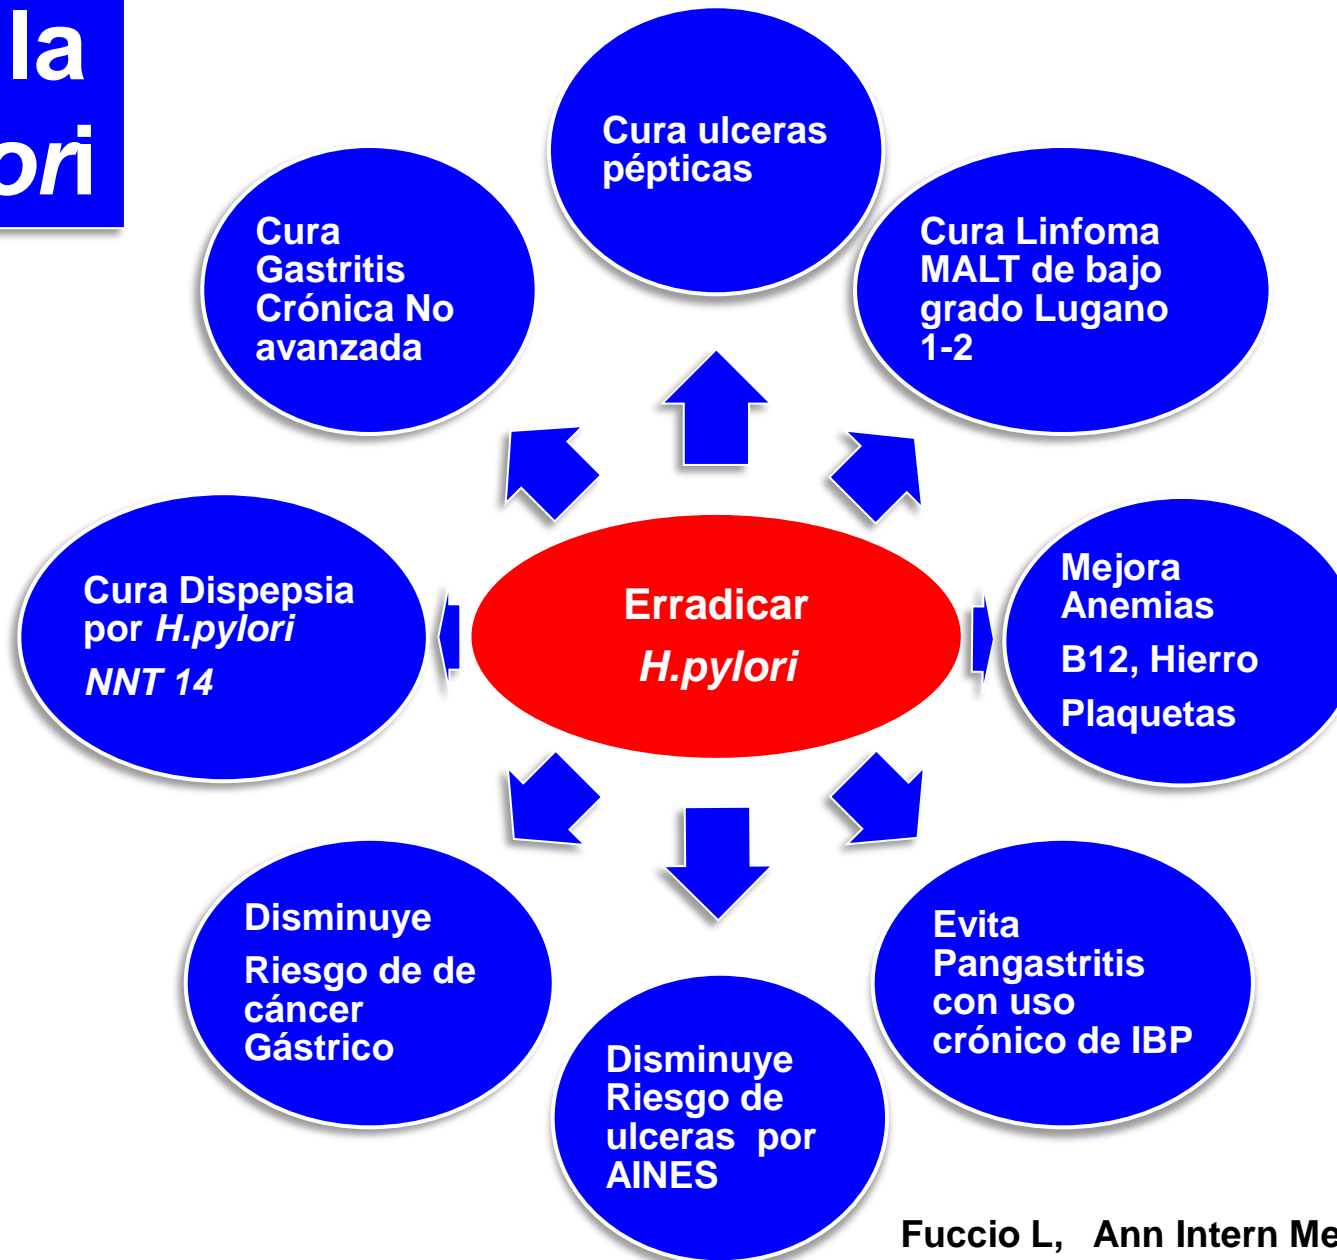 la
ori
Cura ulceras
pépticas
Cura Linfoma
MALT de bajo
grado Lugano
1-2
Mejora
Anemias
B12, Hierro
Plaquetas
Evita
Pangastritis
con uso
crónico de IBP
Disminuye
Riesgo de
ulceras por
AINES
Disminuye
Riesgo de de
cáncer
Gástrico
Cura Dispepsia
por H.pylori
NNT 14
Cura
Gastritis
Crónica No
avanzada
Erradicar
H.pylori
Fuccio L, Ann Intern Me